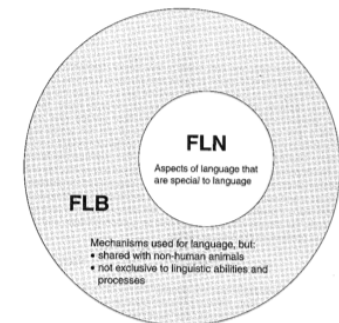 FLN
Aspects of language that
are special to language
FLB
Mechanisms used for language, but:
• shared with non-human animals
• not exclusive to linguistic abilities and
processes